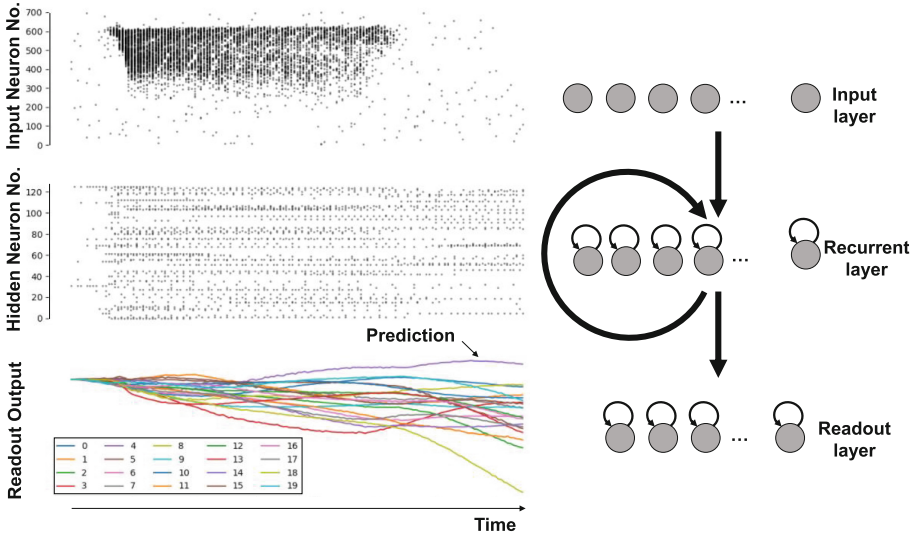 Input Neuron No.
700
600
500
400
300
200
100
0
Hidden Neuron No.
120
100
80
60
40
20
0
Readout Output
Prediction
0 4 8 12 16
1 5 9 13 17
2 6 10 14 18
3 7 11 15 19
Time
...
Input
layer
...
Recurrent
layer
...
Readout
layer